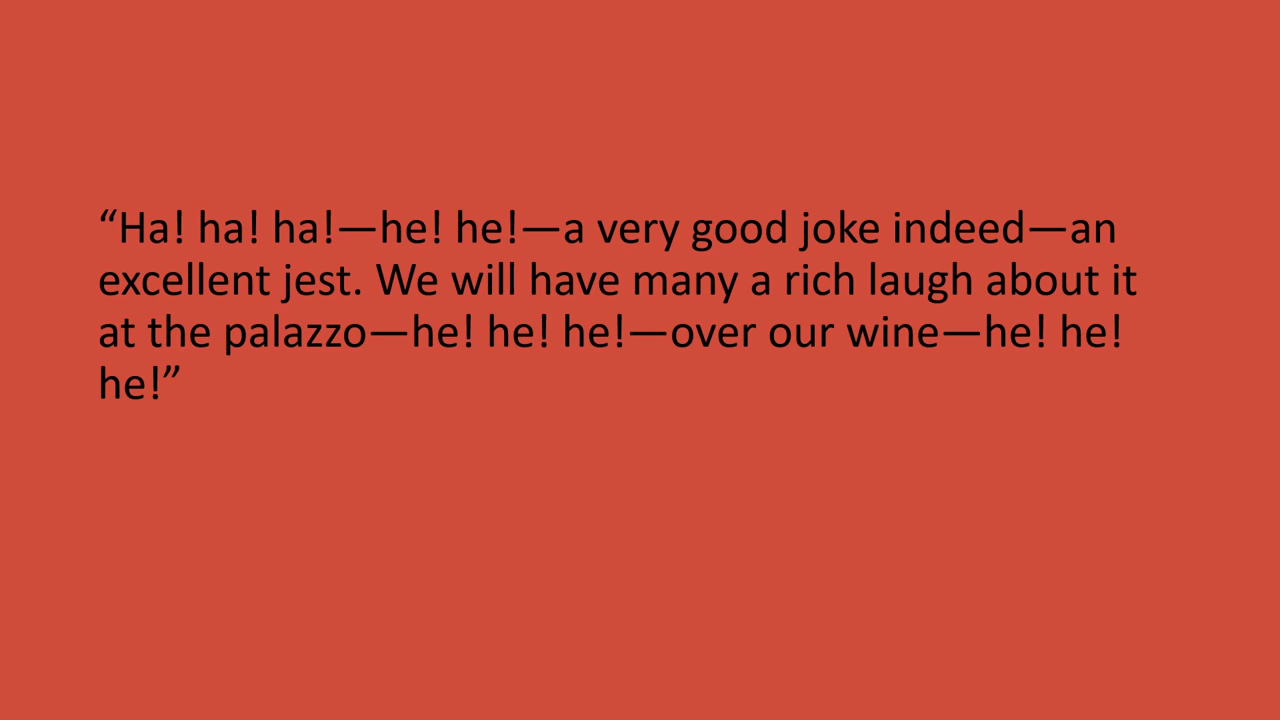 “Ha! ha! ha!—he! he!—a very good joke indeed—an
excellent jest. We will have many a rich laugh about it
at the palazzo—he! he! he!—over our wine—he! he!
he!”